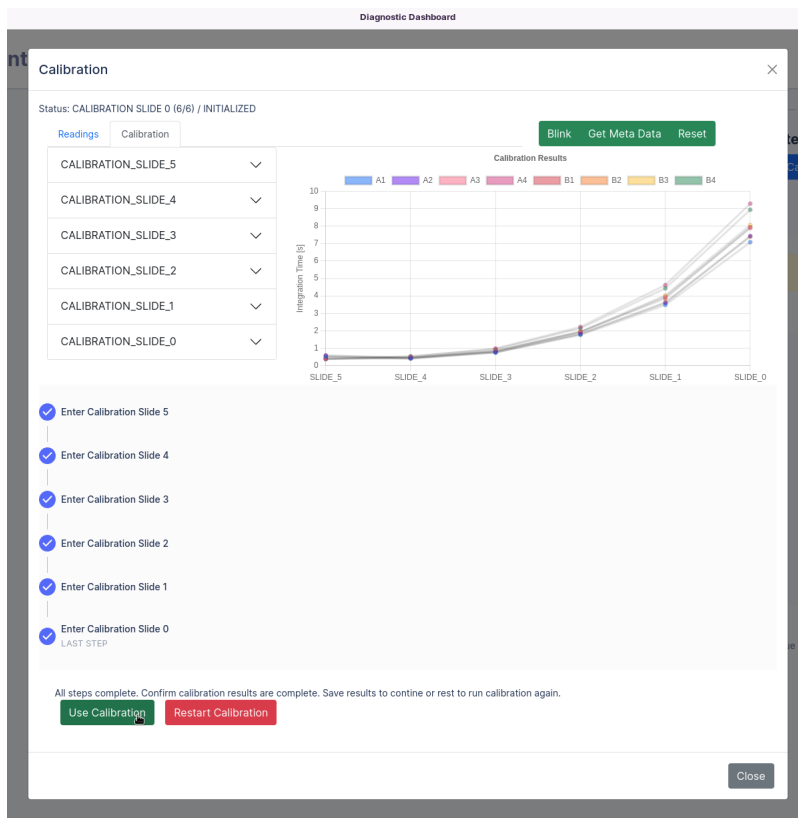 Diagnostic Dashboard
nt
Calibration
Status: CALIBRATION SLIDE 0 (6/6) / INITIALIZED
Readings
Calibration
Blink
Get Meta Data
Reset
CALIBRATION_SLIDE_5
CALIBRATION_SLIDE_4
CALIBRATION_SLIDE_3
CALIBRATION_SLIDE_2
CALIBRATION_SLIDE_1
CALIBRATION_SLIDE_0
Calibration Results
A1 A2 A3 A4 B1 B2 B3 B4
Integration Time [s]
10
9
8
7
6
5
4
3
2
1
0
SLIDE_5 SLIDE_4 SLIDE_3 SLIDE_2 SLIDE_1 SLIDE_0
Enter Calibration Slide 5
Enter Calibration Slide 4
Enter Calibration Slide 3
Enter Calibration Slide 2
Enter Calibration Slide 1
Enter Calibration Slide 0
LAST STEP
All steps complete. Confirm calibration results are complete. Save results to contine or rest to run calibration again.
Use Calibration
Restart Calibration
Close